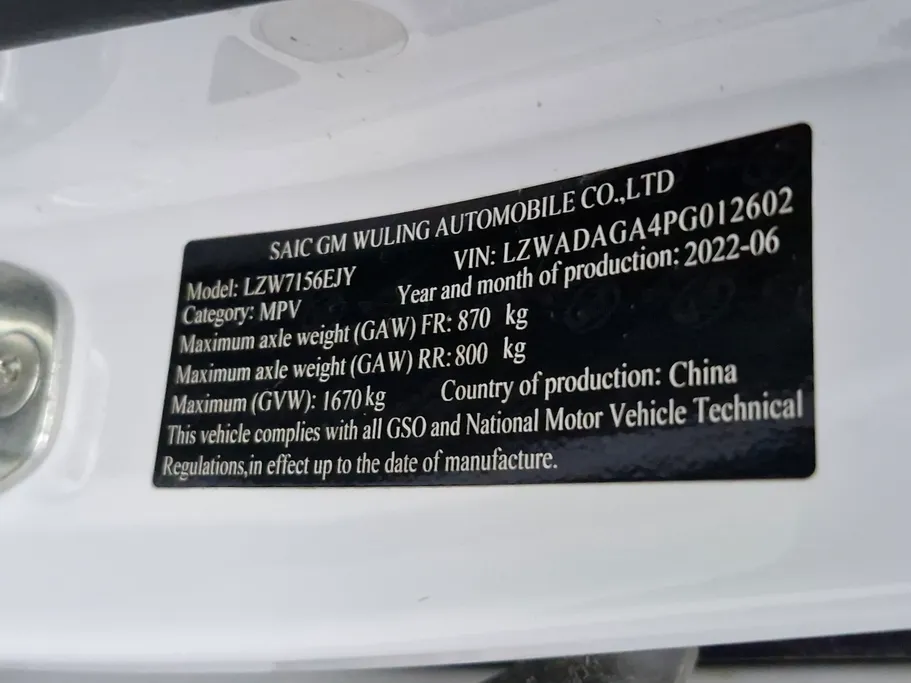 SAIC GM WULING AUTOMOBILE CO.,LTD
Model: LZW7156EJY VIN: LZWADAGA4PG012602
Category: MPV Year and month of production: 2022-06
Maximum axle weight (GAW) FR: 870 kg
Maximum axle weight (GAW) RR: 800 kg
Maximum (GVW): 1670 kg Country of production: China
This vehicle complies with all GSO and National Motor Vehicle Technical
Regulations,in effect up to the date of manufacture.